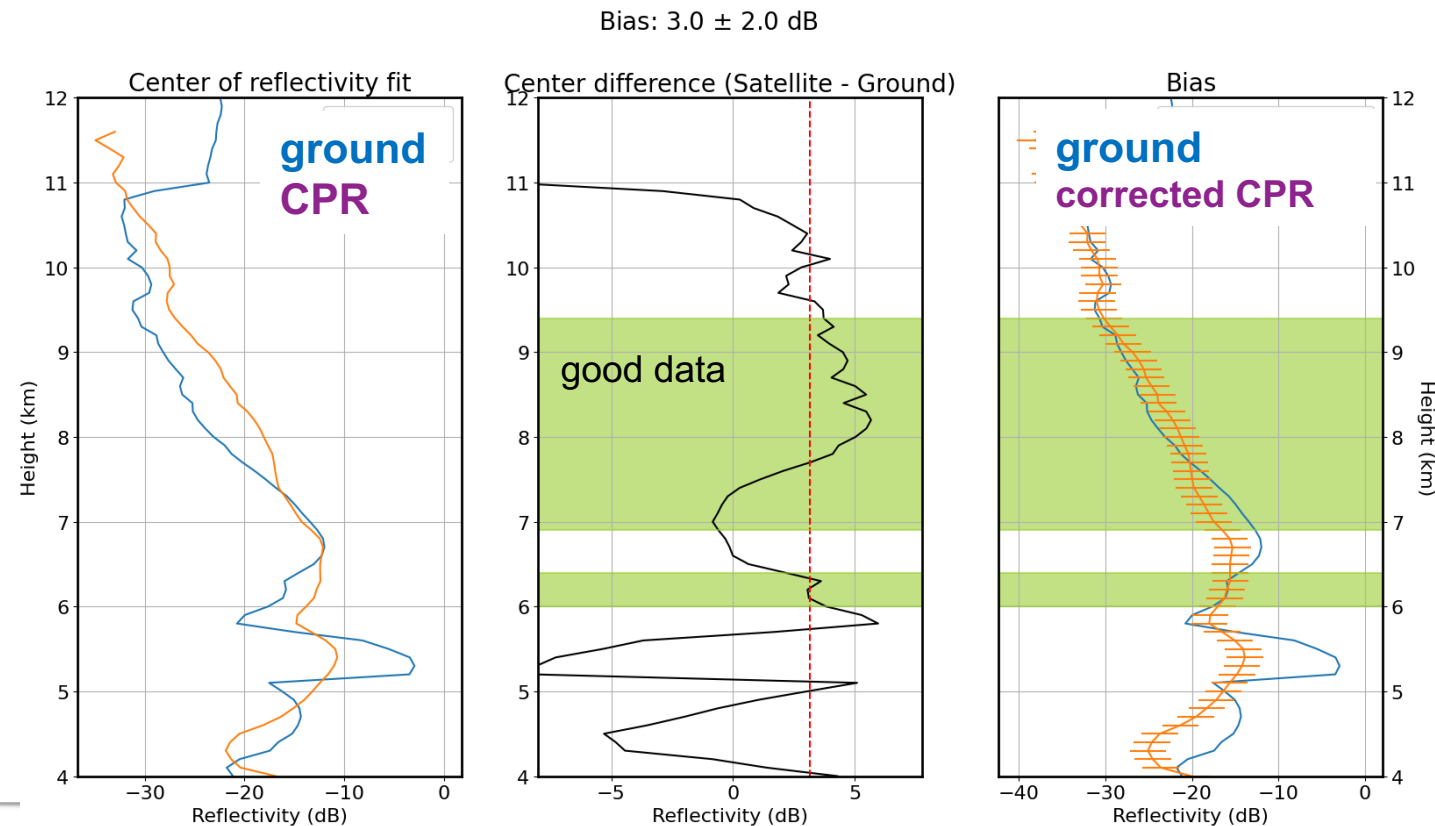 Bias: 3.0 ± 2.0 dB
Center of reflectivity fit
Center difference (Satellite - Ground)
Bias
ground
CPR
good data
ground
corrected CPR
Height (km)
12
11
10
9
8
7
6
5
4
−30
−20
−10
0
Reflectivity (dB)
12
11
10
9
8
7
6
5
4
−5
0
5
Reflectivity (dB)
12
11
10
9
8
7
6
5
4
−40
−30
−20
−10
0
Reflectivity (dB)
Height (km)